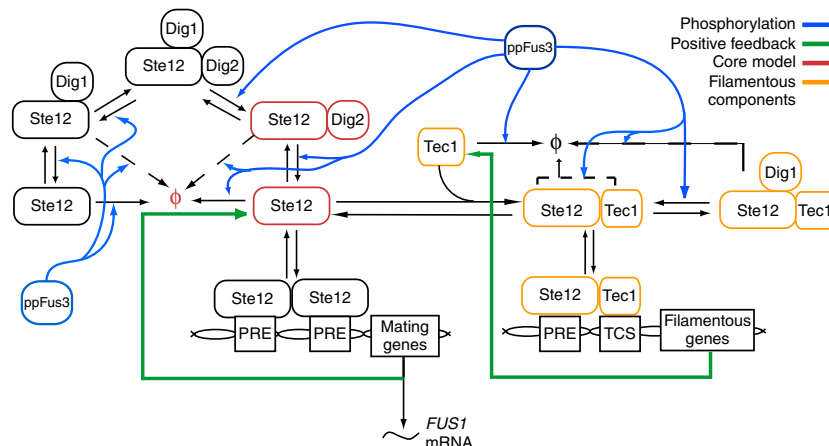 Dig1
Ste12
Dig2
ppFus3
Phosphorylation
Positive feedback
Core model
Filamentous
components
Dig1
Ste12
Ste12
Dig2
Tec1
ϕ
Dig1
Ste12
Tec1
Ste12
ϕ
Ste12
Ste12
Tec1
ppFus3
Ste12
Ste12
PRE
PRE
Mating
genes
Ste12
Tec1
PRE
TCS
Filamentous
genes
FUS1
mRNA